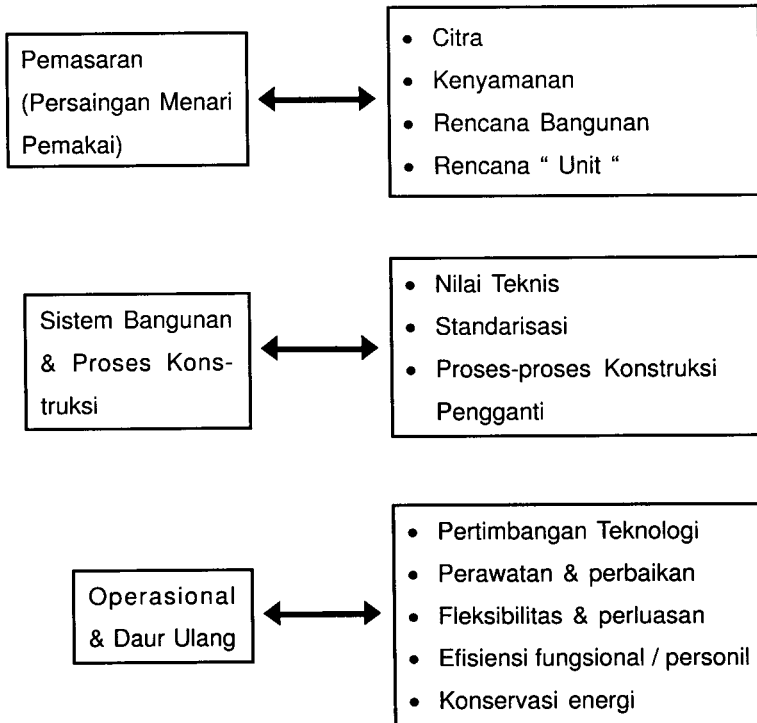 Pemasaran
(Persaingan Menari
Pemakai)
• Citra
• Kenyamanan
• Rencana Bangunan
• Rencana “ Unit “
Sistem Bangunan
& Proses Kons-
truksi
• Nilai Teknis
• Standarisasi
• Proses-proses Konstruksi
Pengganti
Operasional
& Daur Ulang
• Pertimbangan Teknologi
• Perawatan & perbaikan
• Fleksibilitas & perluasan
• Efisiensi fungsional / personil
• Konservasi energi